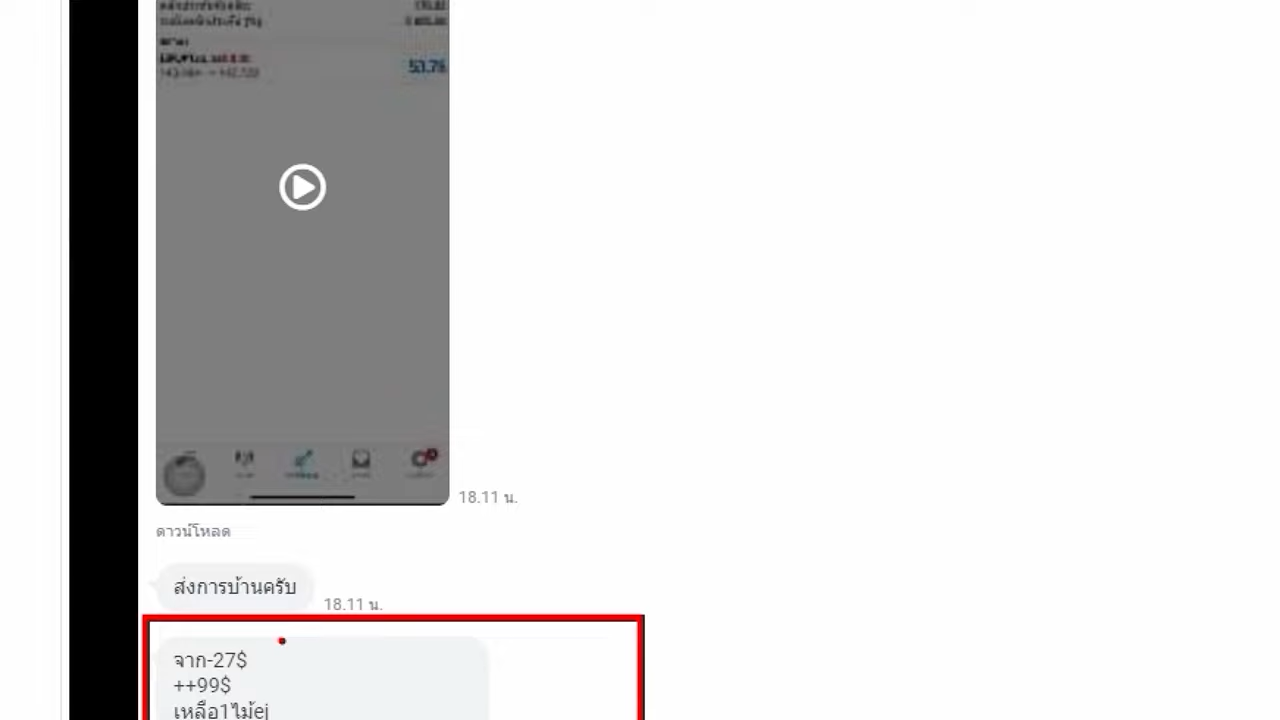 53.76
18.11 น.
ดาวน์โหลด
ส่งการบ้านครับ
18.11 น.
จาก-27$
++99$
เหลือ1ไม้ej